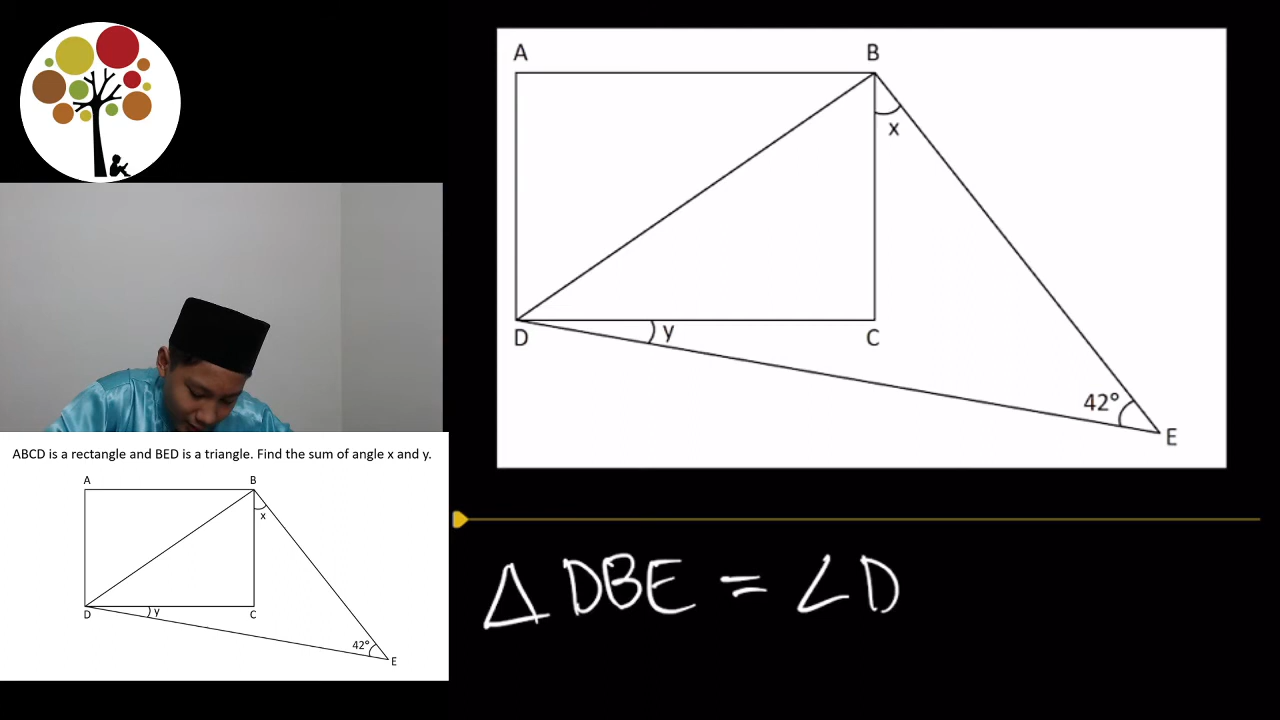 A
B
x
D
y
C
42°
E
ABCD is a rectangle and BED is a triangle. Find the sum of angle x and y.
A
B
x
D
y
C
42°
E
△ DBE = ∠D